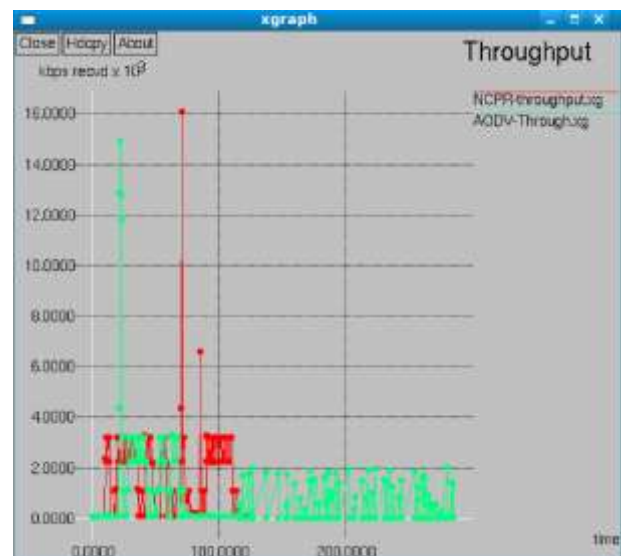 xgraph
Close Hdcpy About
Throughput
kbps recvd x 10³
NCPR-throughput.xg
AODV-Through.xg
16.0000
14.0000
12.0000
10.0000
8.0000
6.0000
4.0000
2.0000
0.0000
time
0.0000 100.0000 200.0000